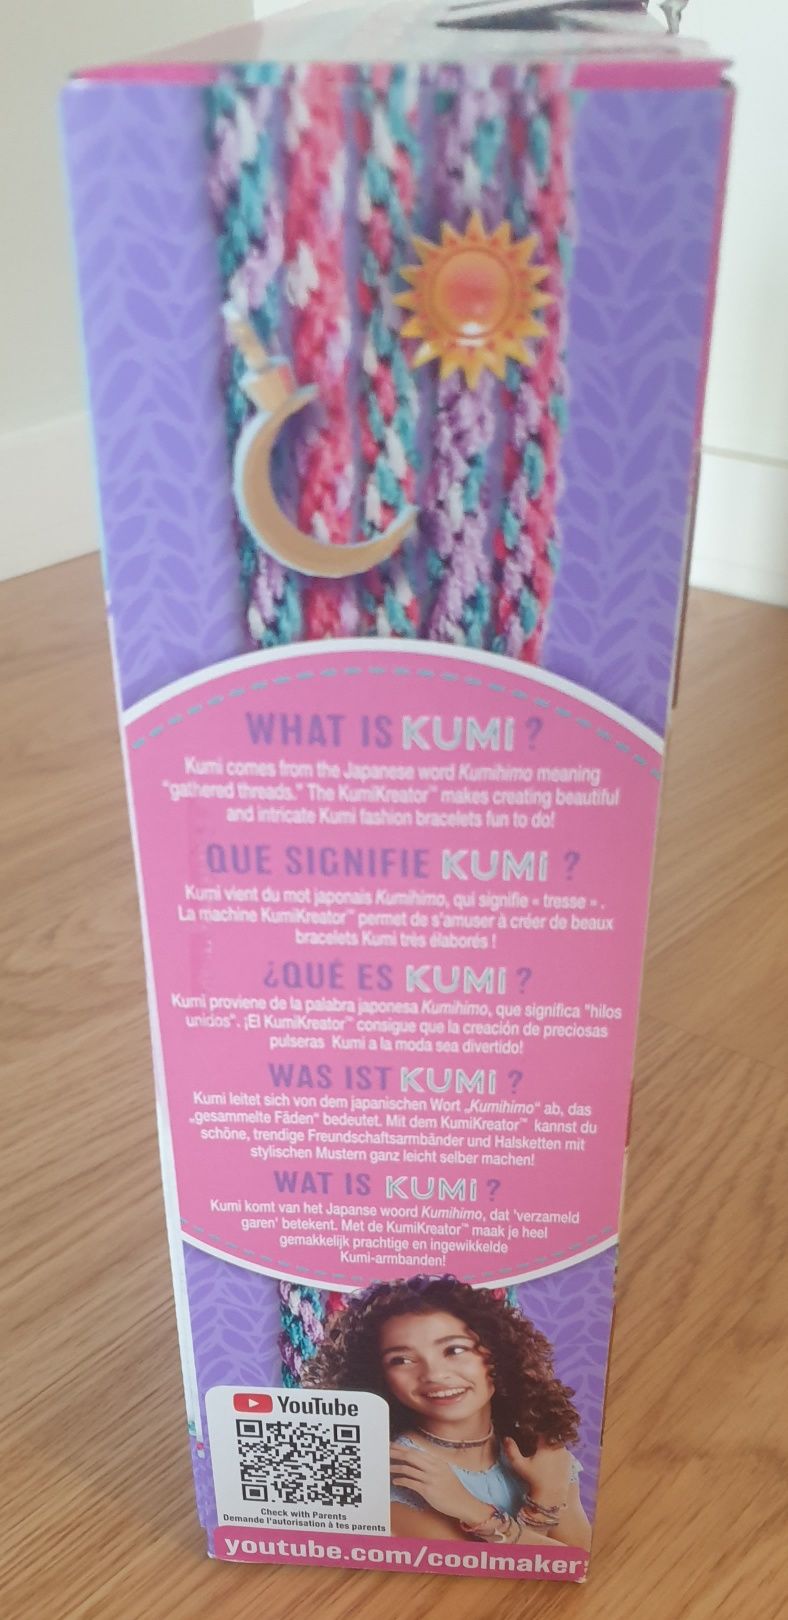 WHAT IS KUMI ?
Kumi comes from the Japanese word Kumihimo meaning
"gathered threads." The KumiKreator™ makes creating beautiful
and intricate Kumi fashion bracelets fun to do!
QUE SIGNIFIE KUMI ?
Kumi vient du mot japonais Kumihimo, qui signifie « tresse ».
La machine KumiKreator™ permet de s'amuser à créer de beaux
bracelets Kumi très élaborés !
¿QUÉ ES KUMI ?
Kumi proviene de la palabra japonesa Kumihimo, que significa "hilos
unidos". ¡El KumiKreator™ consigue que la creación de preciosas
pulseras Kumi a la moda sea divertido!
WAS IST KUMI ?
Kumi leitet sich von dem japanischen Wort „Kumihimo“ ab, das
„gesammelte Fäden“ bedeutet. Mit dem KumiKreator™ kannst du
schöne, trendige Freundschaftsarmbänder und Halsketten mit
stylischen Mustern ganz leicht selber machen!
WAT IS KUMI ?
Kumi komt van het Japanse woord Kumihimo, dat 'verzameld
garen' betekent. Met de KumiKreator™ maak je heel
gemakkelijk prachtige en ingewikkelde
Kumi-armbanden!
YouTube
Check with Parents
Demande l'autorisation à tes parents
youtube.com/coolmaker